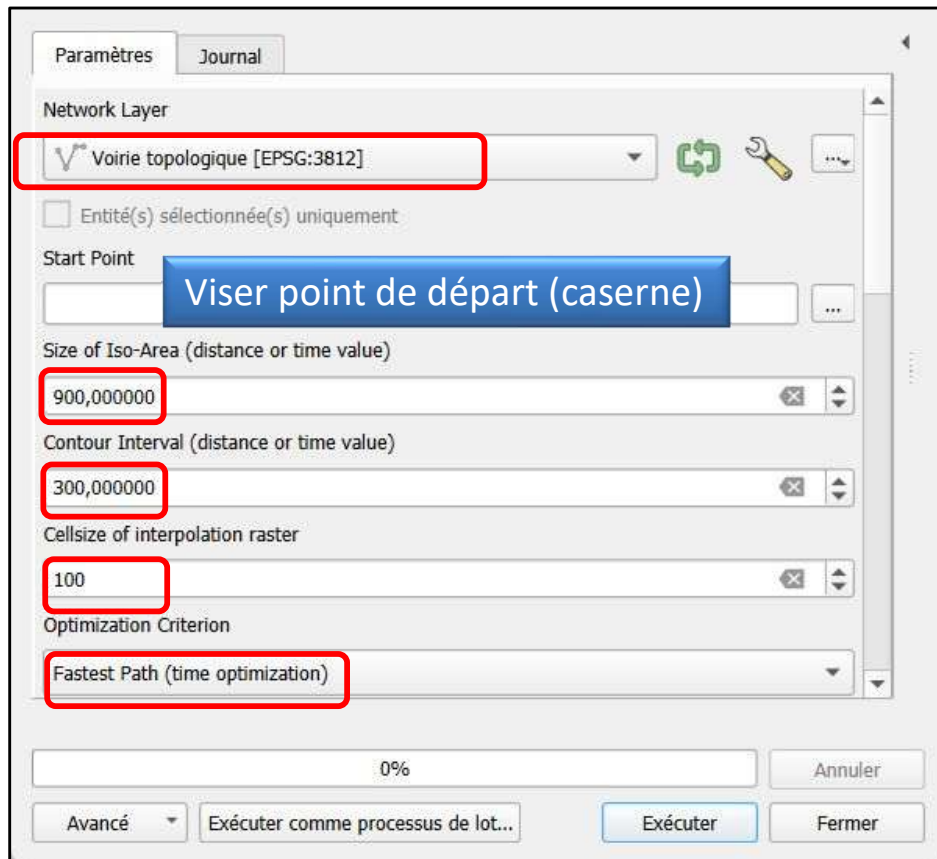 Paramètres
Journal
Network Layer
Voirie topologique [EPSG:3812]
...
Entité(s) sélectionnée(s) uniquement
Start Point
Viser point de départ (caserne)
...
Size of Iso-Area (distance or time value)
900,000000
Contour Interval (distance or time value)
300,000000
Cellsize of interpolation raster
100
Optimization Criterion
Fastest Path (time optimization)
0%
Annuler
Avancé
Exécuter comme processus de lot...
Exécuter
Fermer